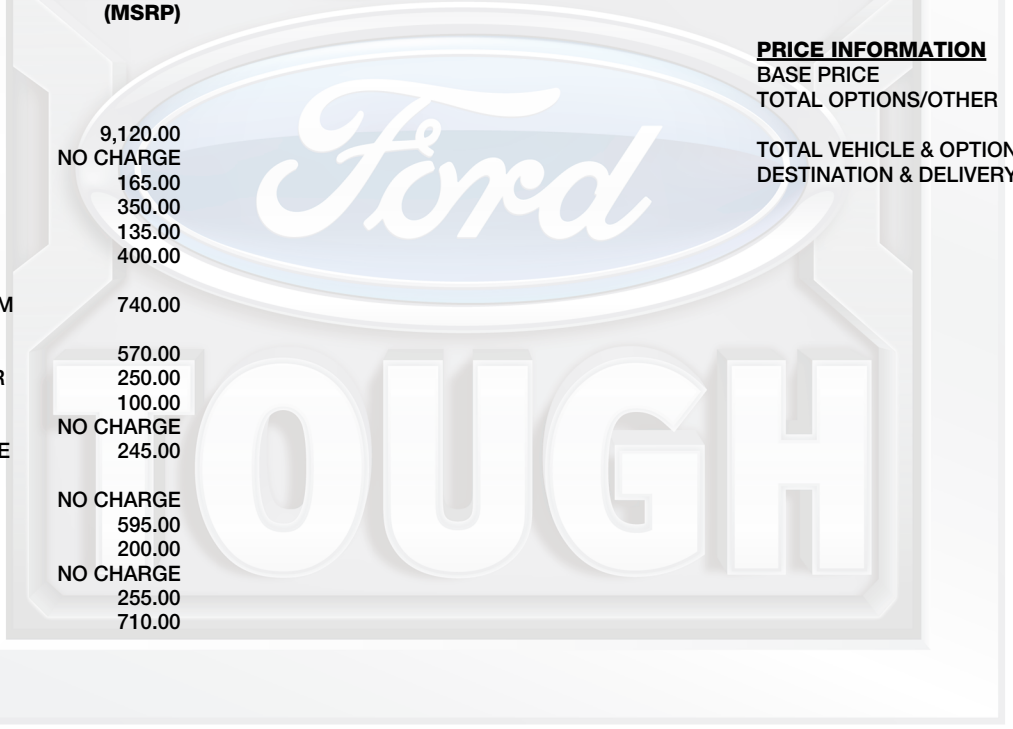 (MSRP)
9,120.00
NO CHARGE
165.00
350.00
135.00
400.00
M 740.00
570.00
R 250.00
100.00
NO CHARGE
E 245.00
NO CHARGE
595.00
200.00
NO CHARGE
255.00
710.00
PRICE INFORMATION
BASE PRICE
TOTAL OPTIONS/OTHER
TOTAL VEHICLE & OPTION
DESTINATION & DELIVERY
Ford
TOUGH